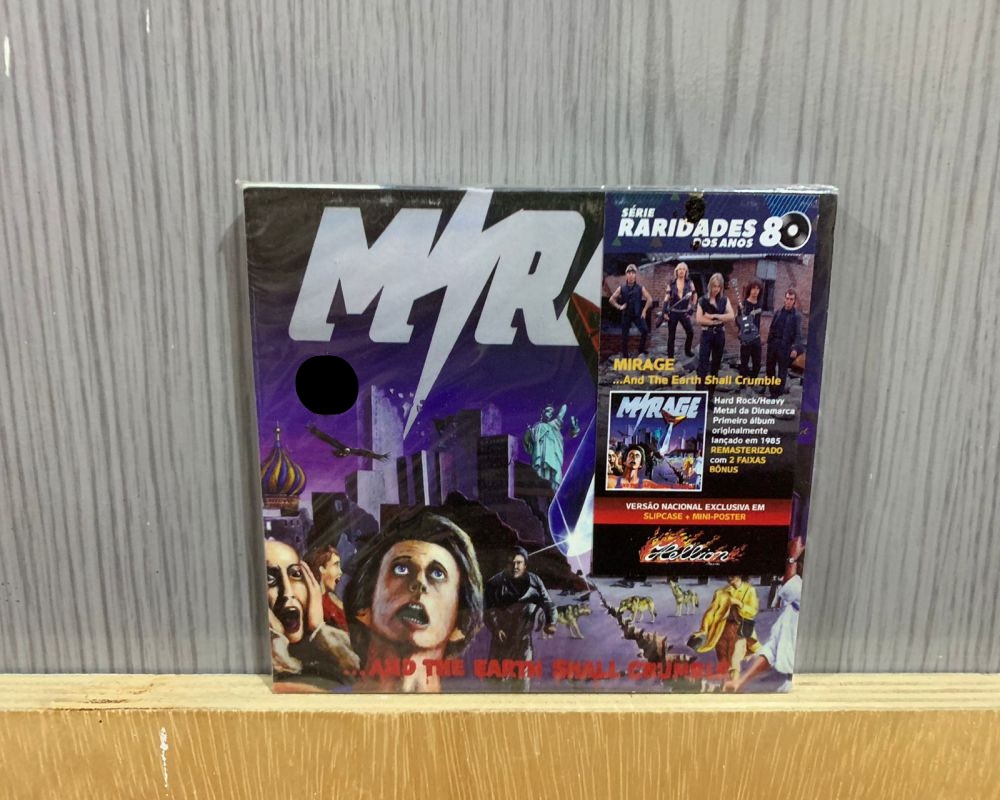 MIR
SÉRIE
RARIDADES
DOS ANOS 80
MIRAGE
...And The Earth Shall Crumble
MIRAGE
Hard Rock/Heavy
Metal da Dinamarca
Primeiro álbum
originalmente
lançado em 1985
REMASTERIZADO
com 2 FAIXAS
BÔNUS
VERSÃO NACIONAL EXCLUSIVA EM
SLIPCASE + MINI-POSTER
Hellion
...AND THE EARTH SHALL CRUMBLE